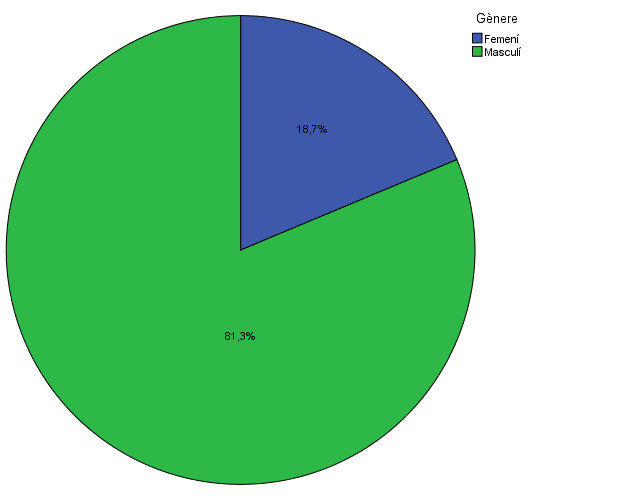 Gènere
Femení
Masculí
18,7%
81,3%